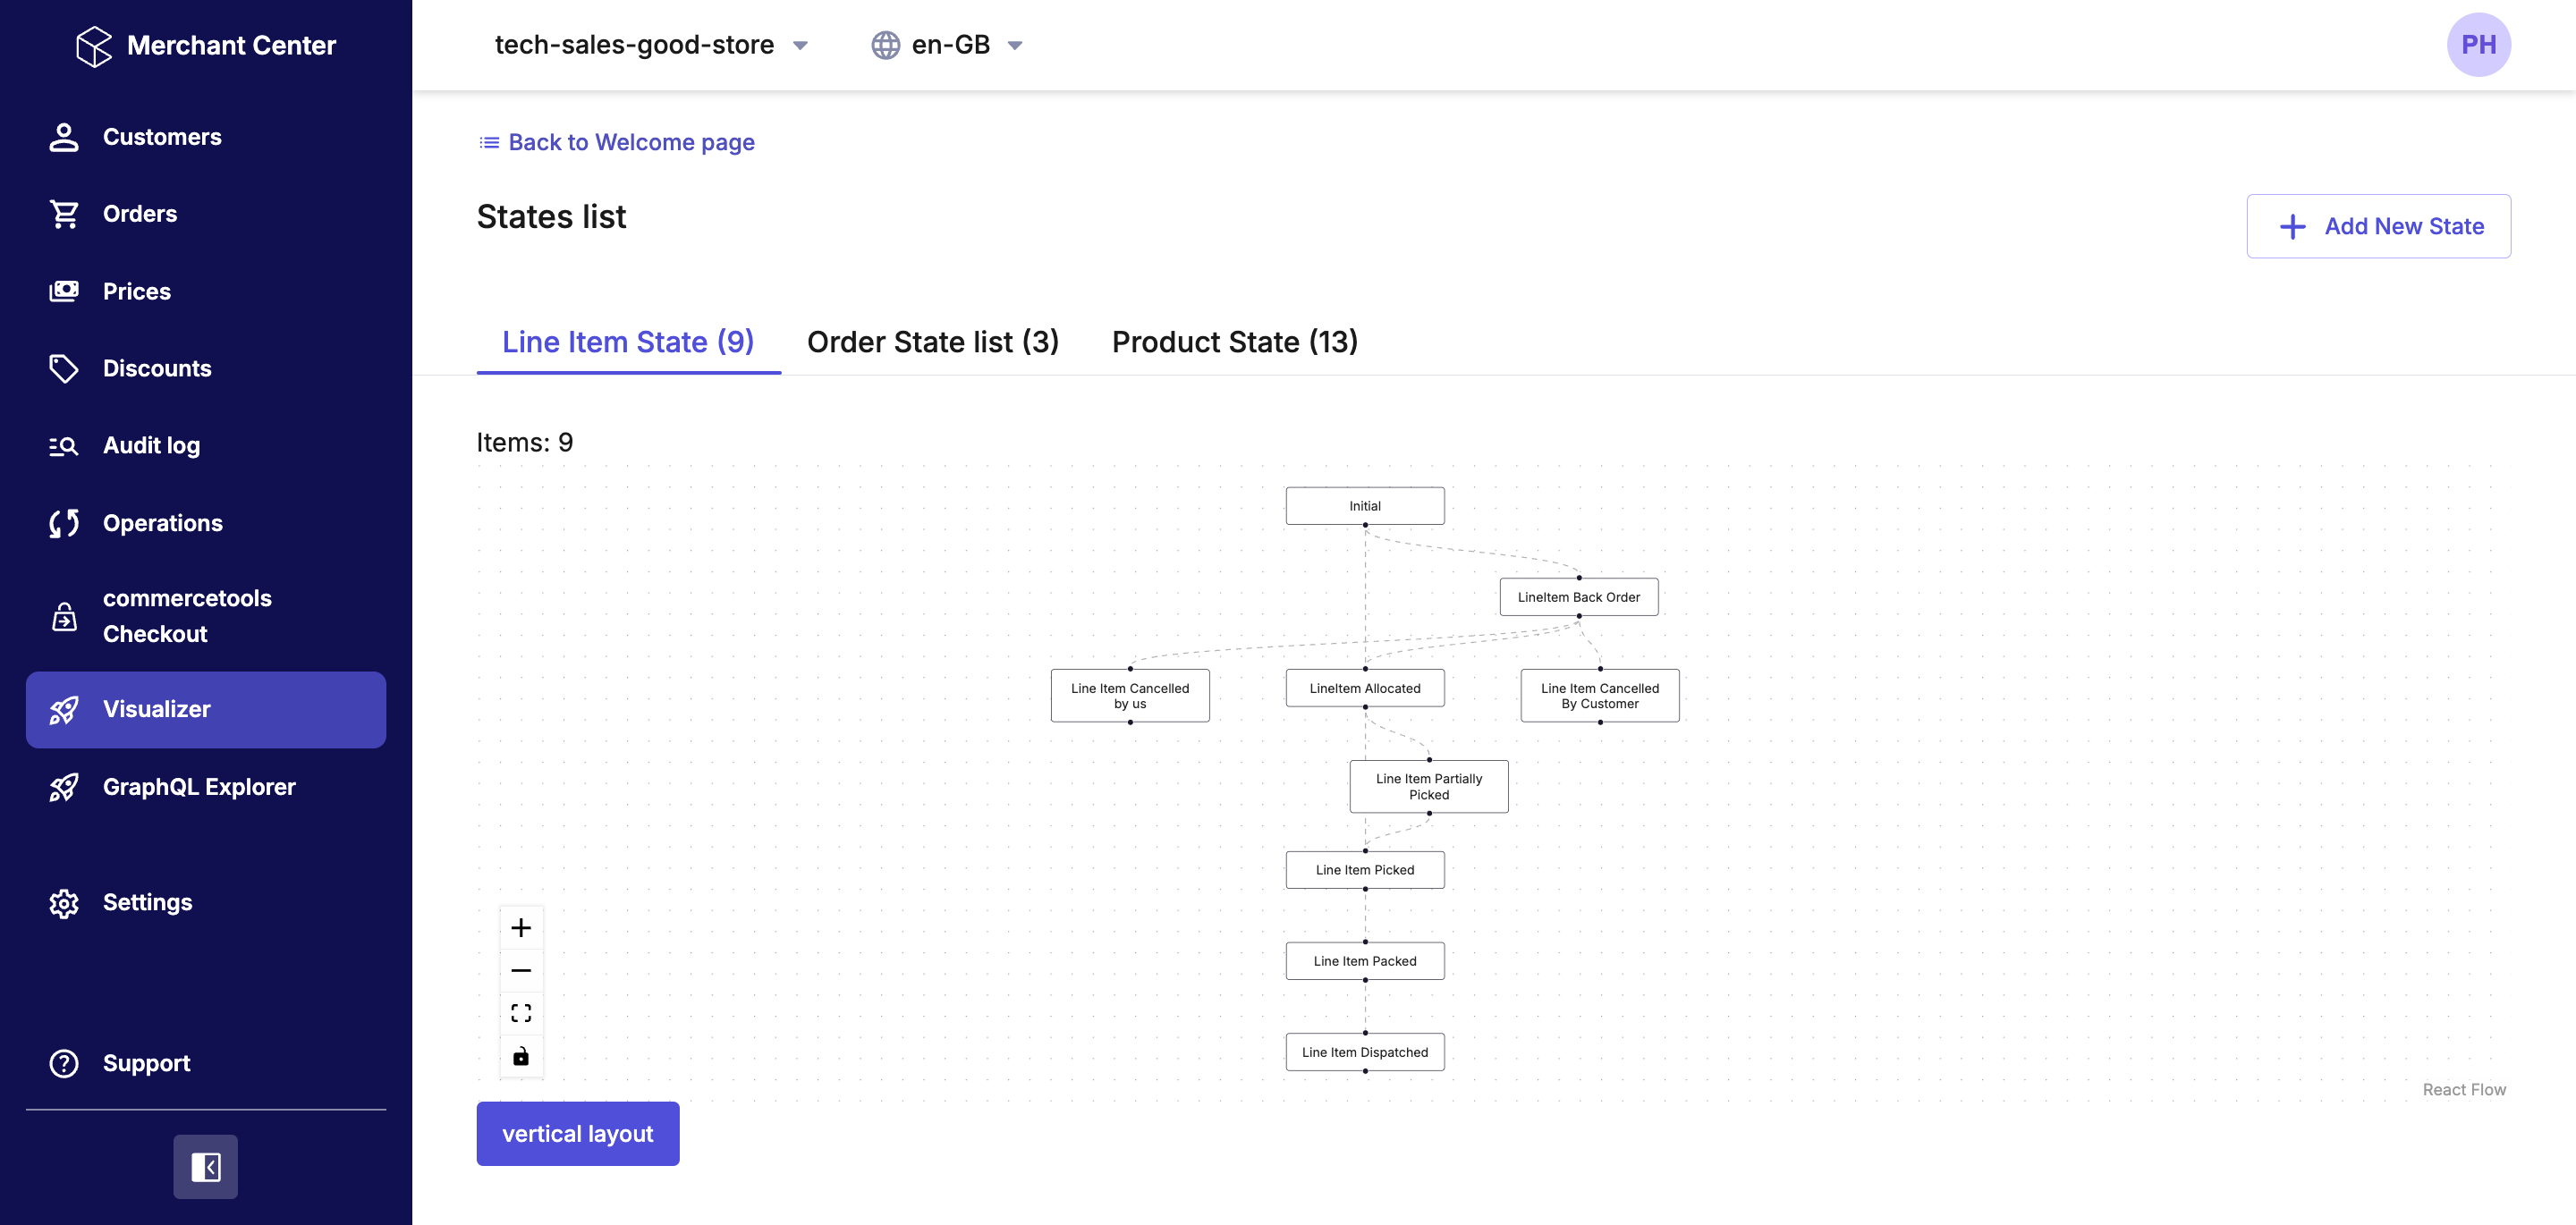 Merchant Center
tech-sales-good-store
en-GB
PH
Customers
Orders
Prices
Discounts
Audit log
Operations
commercetools
Checkout
Visualizer
GraphQL Explorer
Settings
Support
Back to Welcome page
States list
Add New State
Line Item State (9)
Order State list (3)
Product State (13)
Items: 9
Initial
LineItem Back Order
Line Item Cancelled
by us
LineItem Allocated
Line Item Cancelled
By Customer
Line Item Partially
Picked
Line Item Picked
Line Item Packed
Line Item Dispatched
React Flow
vertical layout